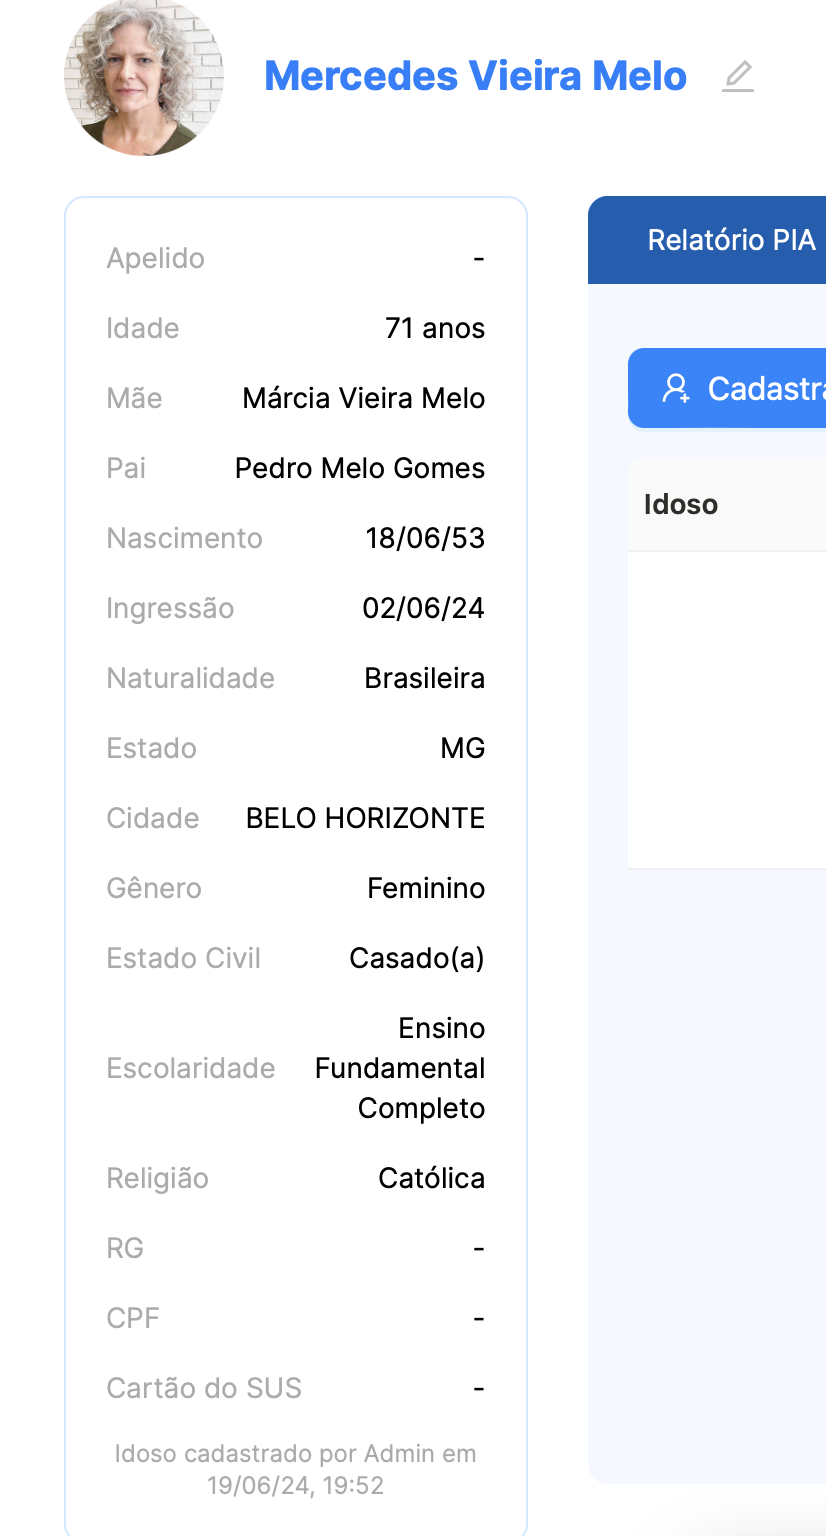 Mercedes Vieira Melo
Apelido -
Idade 71 anos
Mãe Márcia Vieira Melo
Pai Pedro Melo Gomes
Nascimento 18/06/53
Ingressão 02/06/24
Naturalidade Brasileira
Estado MG
Cidade BELO HORIZONTE
Gênero Feminino
Estado Civil Casado(a)
Escolaridade Ensino
Fundamental
Completo
Religião Católica
RG -
CPF -
Cartão do SUS -
Idoso cadastrado por Admin em
19/06/24, 19:52
Relatório PIA
Idoso